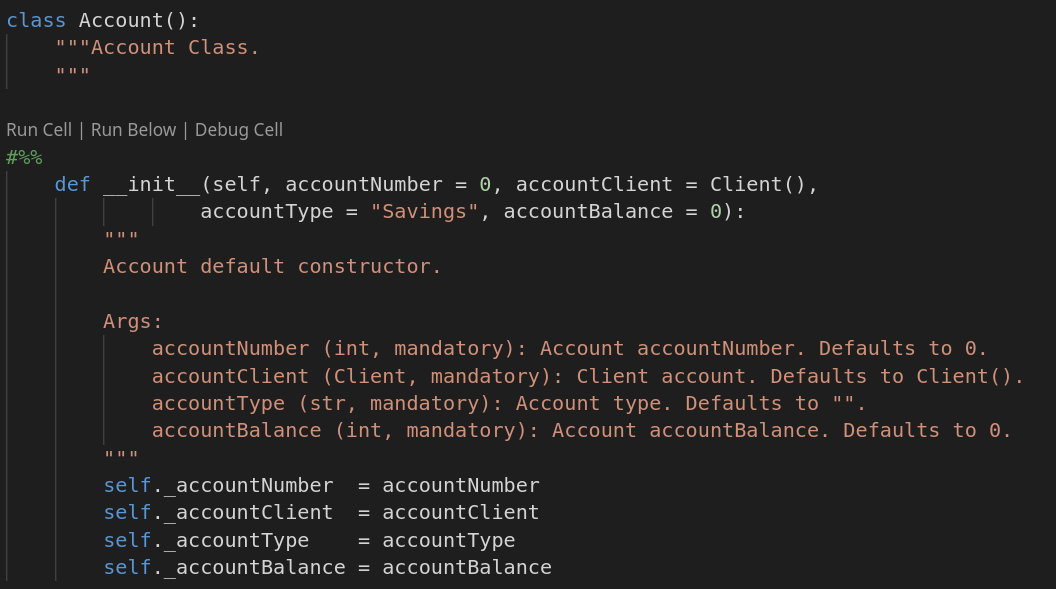 class Account():
    """Account Class.
    """
Run Cell | Run Below | Debug Cell
#%%
    def __init__(self, accountNumber = 0, accountClient = Client(),
                accountType = "Savings", accountBalance = 0):
        """
        Account default constructor.

        Args:
            accountNumber (int, mandatory): Account accountNumber. Defaults to 0.
            accountClient (Client, mandatory): Client account. Defaults to Client().
            accountType (str, mandatory): Account type. Defaults to "".
            accountBalance (int, mandatory): Account accountBalance. Defaults to 0.
        """
        self._accountNumber  = accountNumber
        self._accountClient  = accountClient
        self._accountType    = accountType
        self._accountBalance = accountBalance